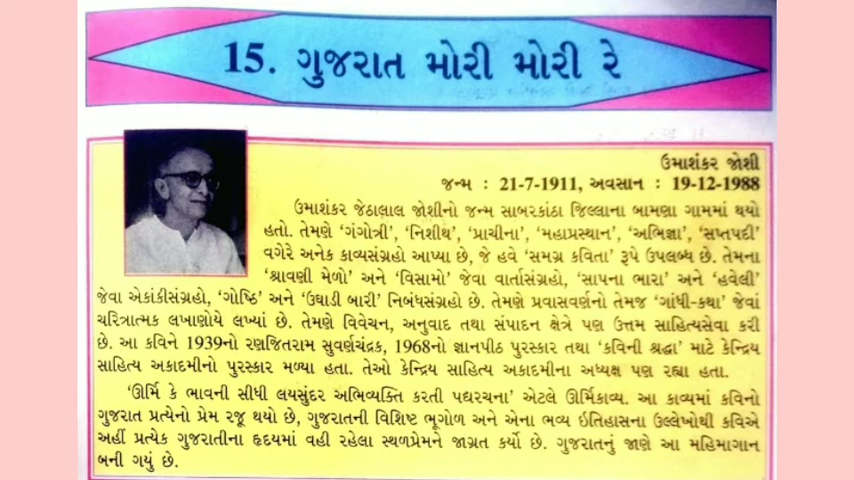 15. ગુજરાત મોરી મોરી રે
ઉમાશંકર જોશી
જન્મ : 21-7-1911, અવસાન : 19-12-1988
ઉમાશંકર જેઠાલાલ જોશીનો જન્મ સાબરકાંઠા જિલ્લાના બામણા ગામમાં થયો
હતો. તેમણે ‘ગંગોત્રી’, ‘નિશીથ’, ‘પ્રાચીના’, ‘મહાપ્રસ્થાન’, ‘અભિજ્ઞા’, ‘સપ્તપદી’
વગેરે અનેક કાવ્યસંગ્રહો આપ્યા છે, જે હવે ‘સમગ્ર કવિતા’ રૂપે ઉપલબ્ધ છે. તેમના
‘શ્રાવણી મેળો’ અને ‘વિસામો’ જેવા વાર્તાસંગ્રહો, ‘સાપના ભારા’ અને ‘હવેલી’
જેવા એકાંકીસંગ્રહો, ‘ગોષ્ઠિ’ અને ‘ઉઘાડી બારી’ નિબંધસંગ્રહો છે. તેમણે પ્રવાસવર્ણનો તેમજ ‘ગાંધી-કથા’ જેવાં
ચરિત્રાત્મક લખાણોયે લખ્યાં છે. તેમણે વિવેચન, અનુવાદ તથા સંપાદન ક્ષેત્રે પણ ઉત્તમ સાહિત્યસેવા કરી
છે. આ કવિને 1939નો રણજિતરામ સુવર્ણચંદ્રક, 1968નો જ્ઞાનપીઠ પુરસ્કાર તથા ‘કવિની શ્રદ્ધા’ માટે કેન્દ્રિય
સાહિત્ય અકાદમીનો પુરસ્કાર મળ્યા હતા. તેઓ કેન્દ્રિય સાહિત્ય અકાદમીના અધ્યક્ષ પણ રહ્યા હતા.
‘ઊર્મિ કે ભાવની સીધી લયસુંદર અભિવ્યક્તિ કરતી પદ્યરચના’ એટલે ઊર્મિકાવ્ય. આ કાવ્યમાં કવિનો
ગુજરાત પ્રત્યેનો પ્રેમ રજૂ થયો છે, ગુજરાતની વિશિષ્ટ ભૂગોળ અને એના ભવ્ય ઇતિહાસના ઉલ્લેખોથી કવિએ
અહીં પ્રત્યેક ગુજરાતીના હૃદયમાં વહી રહેલા સ્થળપ્રેમને જાગ્રત કર્યો છે. ગુજરાતનું જાણે આ મહિમાગાન
બની ગયું છે.